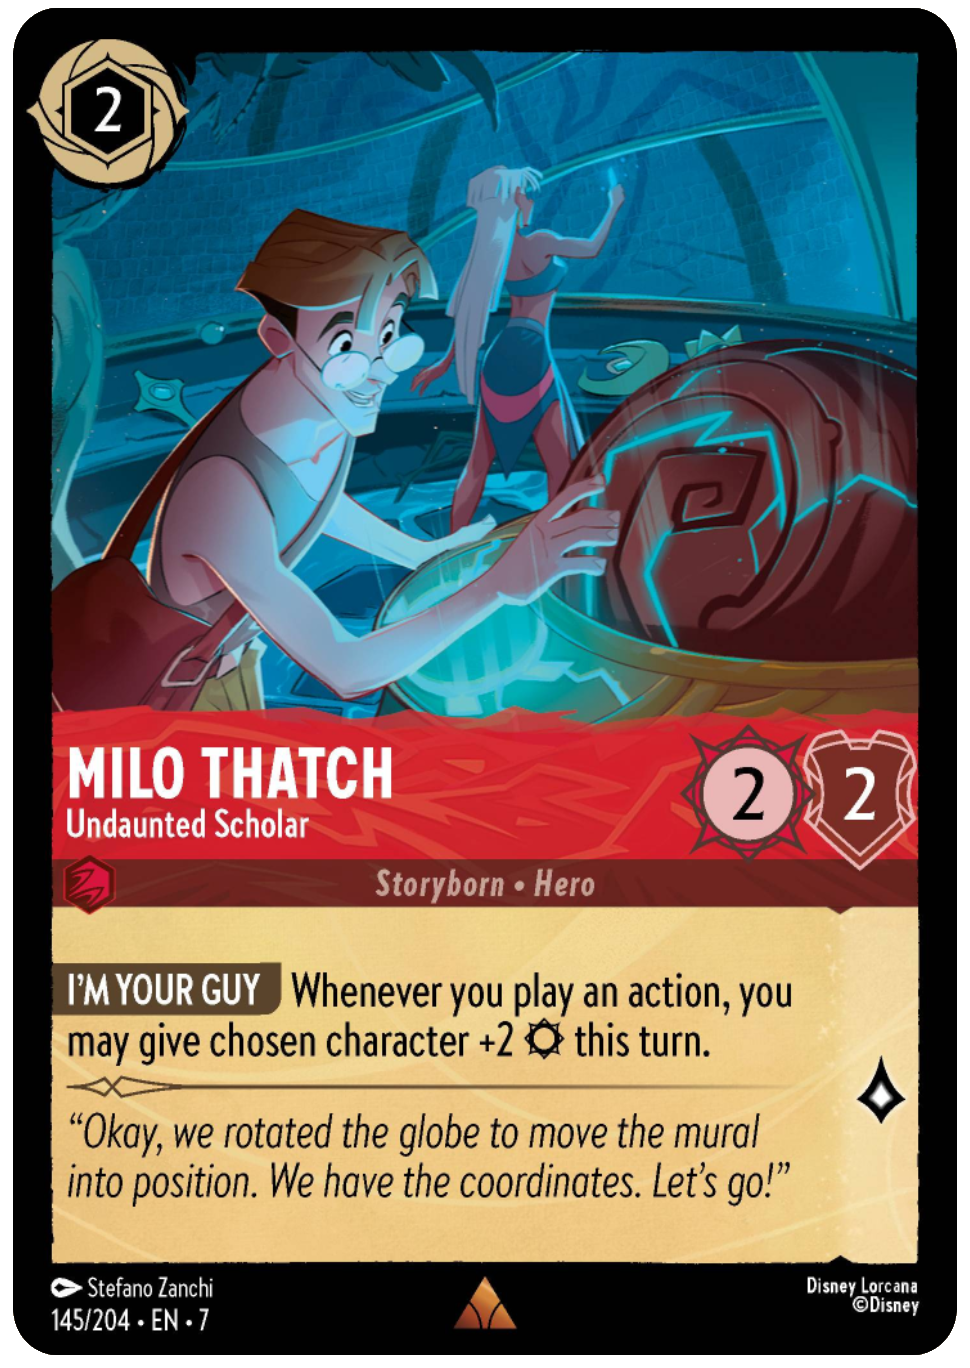 2
MILO THATCH
Undaunted Scholar
2 2
Storyborn • Hero
I'M YOUR GUY Whenever you play an action, you
may give chosen character +2 this turn.
“Okay, we rotated the globe to move the mural
into position. We have the coordinates. Let’s go!”
Stefano Zanchi
145/204 • EN • 7
Disney Lorcana
©Disney